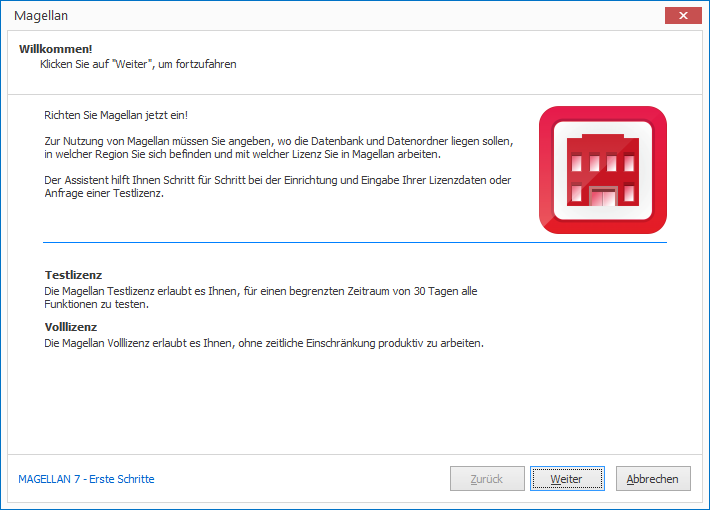 Magellan
Willkommen!
Klicken Sie auf "Weiter", um fortzufahren
Richten Sie Magellan jetzt ein!
Zur Nutzung von Magellan müssen Sie angeben, wo die Datenbank und Datenordner liegen sollen,
in welcher Region Sie sich befinden und mit welcher Lizenz Sie in Magellan arbeiten.
Der Assistent hilft Ihnen Schritt für Schritt bei der Einrichtung und Eingabe Ihrer Lizenzdaten oder
Anfrage einer Testlizenz.
Testlizenz
Die Magellan Testlizenz erlaubt es Ihnen, für einen begrenzten Zeitraum von 30 Tagen alle
Funktionen zu testen.
Volllizenz
Die Magellan Volllizenz erlaubt es Ihnen, ohne zeitliche Einschränkung produktiv zu arbeiten.
MAGELLAN 7 - Erste Schritte
Zurück
Weiter
Abbrechen